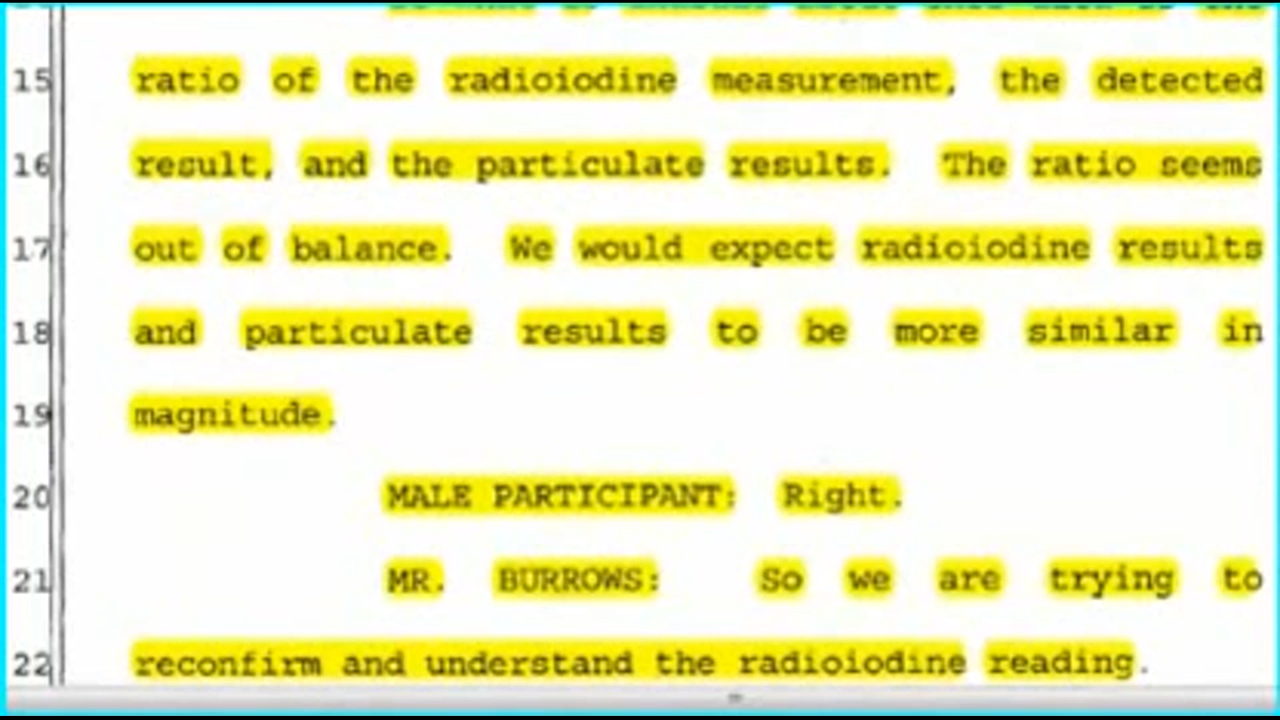 15 ratio of the radioiodine measurement, the detected
16 result, and the particulate results. The ratio seems
17 out of balance. We would expect radioiodine results
18 and particulate results to be more similar in
19 magnitude.
20 MALE PARTICIPANT: Right.
21 MR. BURROWS: So we are trying to
22 reconfirm and understand the radioiodine reading.